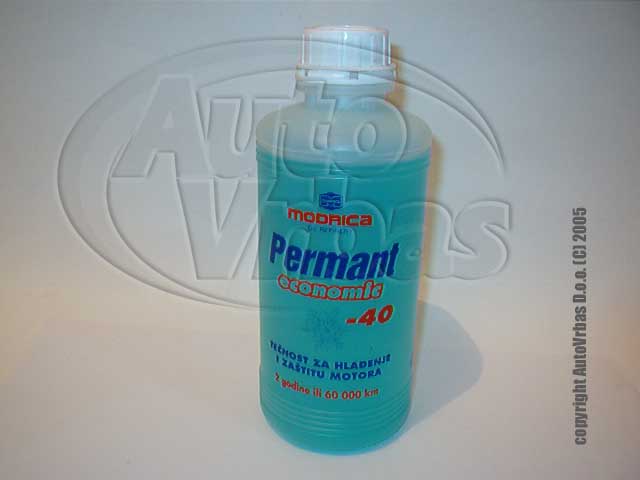 Auto
Vrbas
MODRICA
Permant
economic
-40
TEČNOST ZA HLAĐENJE
I ZAŠTITU MOTORA
2 godine ili 60 000 km
copyright AutoVrbas D.o.o. (C) 2005